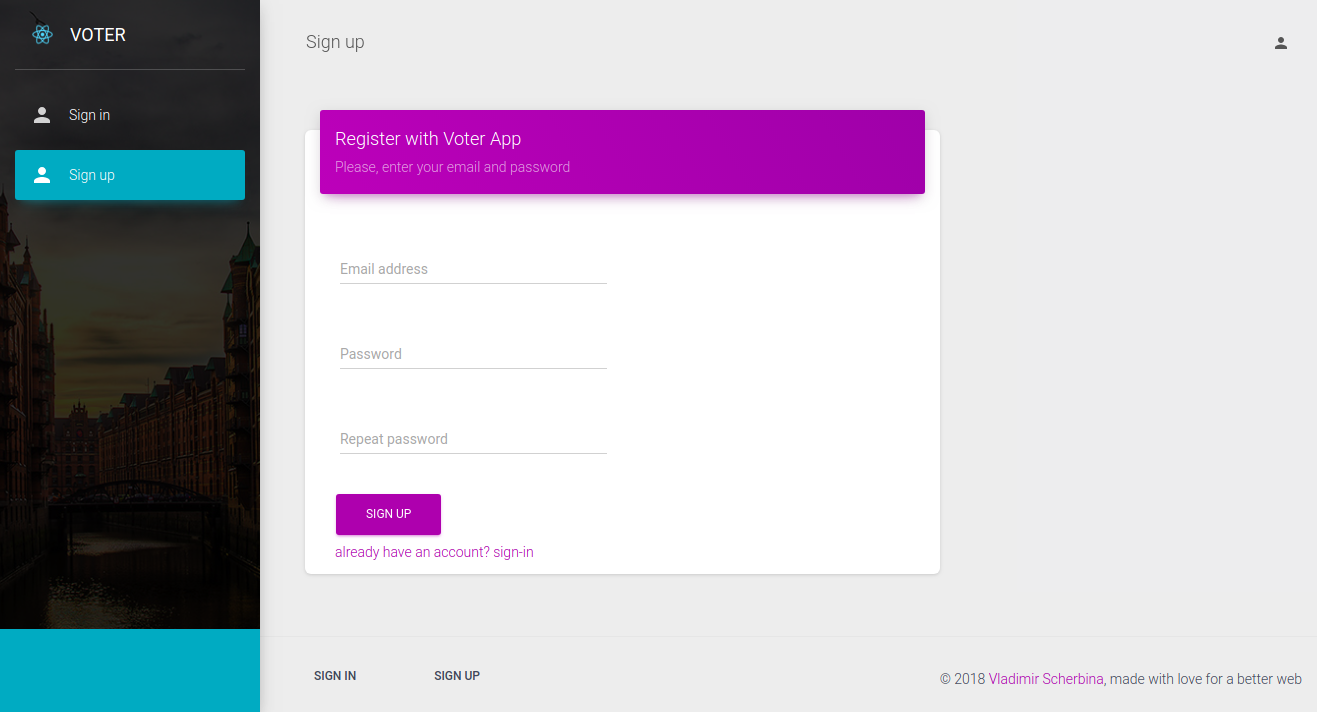 VOTER
Sign in
Sign up
Sign up
Register with Voter App
Please, enter your email and password
Email address
Password
Repeat password
SIGN UP
already have an account? sign-in
SIGN IN
SIGN UP
© 2018 Vladimir Scherbina, made with love for a better web